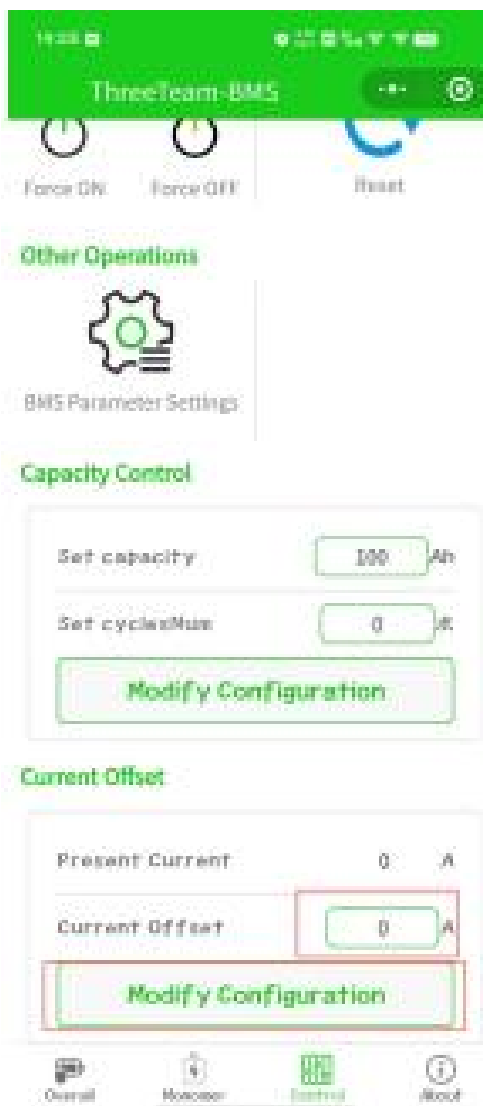 ThreeTeam-BMS
Force ON
Force OFF
Reset
Other Operations
BMS Parameter Settings
Capacity Control
Set capacity 100 Ah
Set cyclesNum 0
Modify Configuration
Current Offset
Present Current 0 A
Current Offset 0 A
Modify Configuration
Overall
Monomer
Control
About